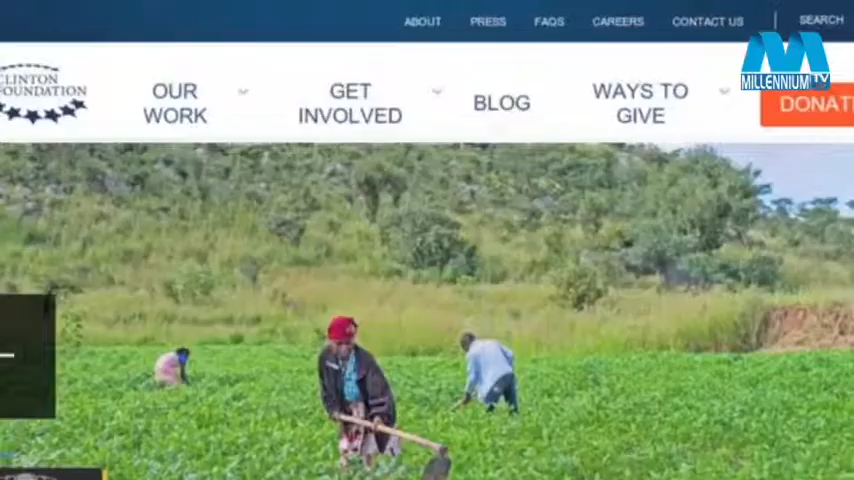 ABOUT PRESS FAQS CAREERS CONTACT US SEARCH
CLINTON
FOUNDATION
OUR
WORK
GET
INVOLVED
BLOG
WAYS TO
GIVE
MILLENNIUM TV
DONAT